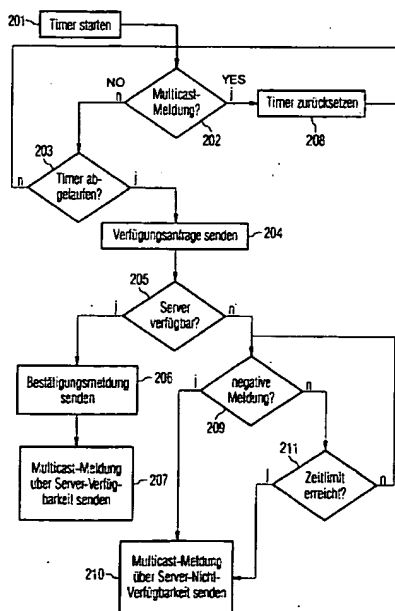 201
Timer starten
NO
n
Multicast-
Meldung?
YES
j
202
Timer zurücksetzen
208
203
n
Timer ab-
gelaufen?
j
Verfügungsanfrage senden
204
205
j
Server
verfügbar?
n
Bestätigungsmeldung
senden
206
j
negative
Meldung?
n
209
Multicast-Meldung
über Server-Verfüg-
barkeit senden
207
211
j
Zeitlimit
erreicht?
n
210
Multicast-Meldung
über Server-Nicht-
Verfügbarkeit senden